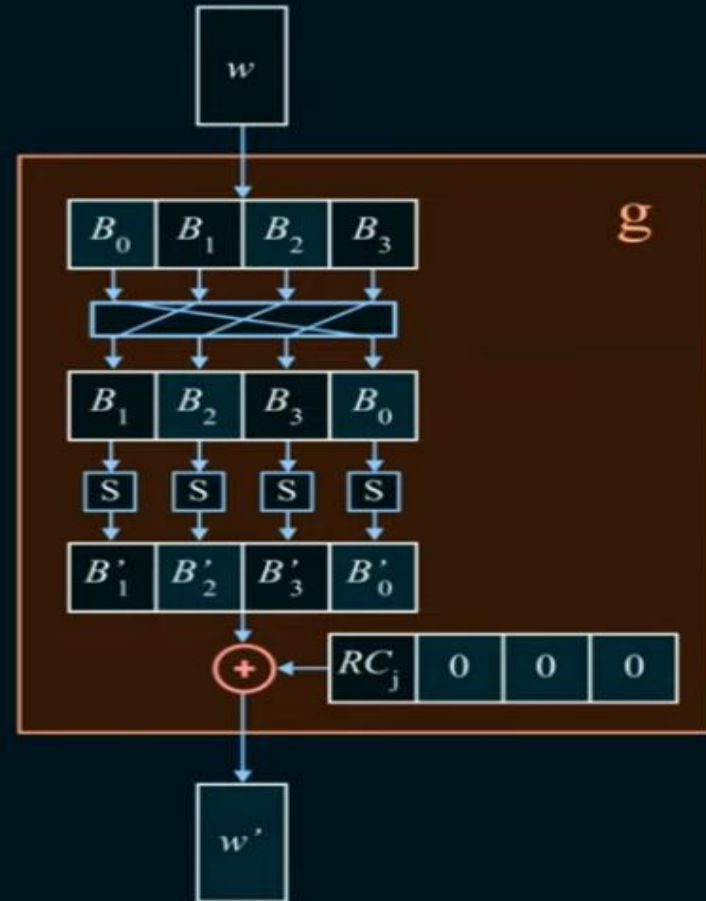 w
g
B₀ B₁ B₂ B₃
B₁ B₂ B₃ B₀
S S S S
B'₁ B'₂ B'₃ B'₀
+ RCⱼ 0 0 0
w'